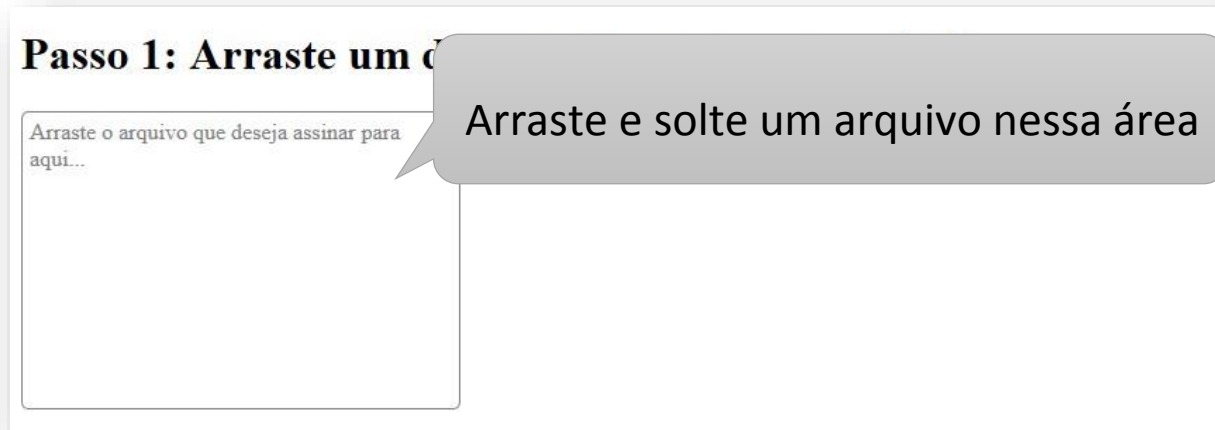 Passo 1: Arraste um
Arraste e solte um arquivo nessa área
Arraste o arquivo que deseja assinar para
aqui...